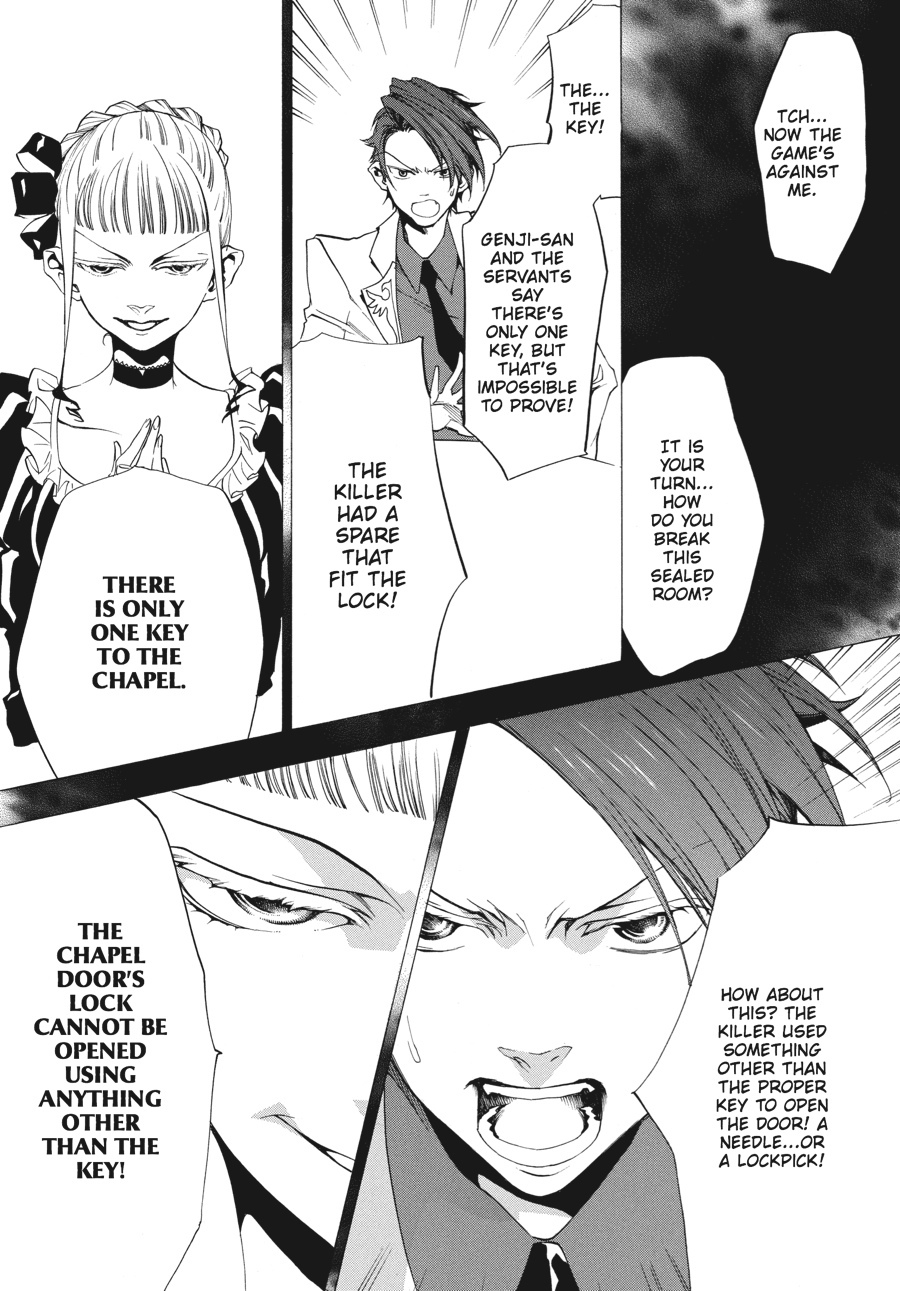 TCH...
NOW THE
GAME'S
AGAINST
ME.
IT IS
YOUR
TURN...
HOW
DO YOU
BREAK
THIS
SEALED
ROOM?
THE...
THE
KEY!
GENJI-SAN
AND THE
SERVANTS
SAY
THERE'S
ONLY ONE
KEY, BUT
THAT'S
IMPOSSIBLE
TO PROVE!
THE
KILLER
HAD A
SPARE
THAT
FIT THE
LOCK!
THERE
IS ONLY
ONE KEY
TO THE
CHAPEL.
HOW ABOUT
THIS? THE
KILLER USED
SOMETHING
OTHER THAN
THE PROPER
KEY TO OPEN
THE DOOR! A
NEEDLE...OR
A LOCKPICK!
THE
CHAPEL
DOOR'S
LOCK
CANNOT BE
OPENED
USING
ANYTHING
OTHER
THAN THE
KEY!